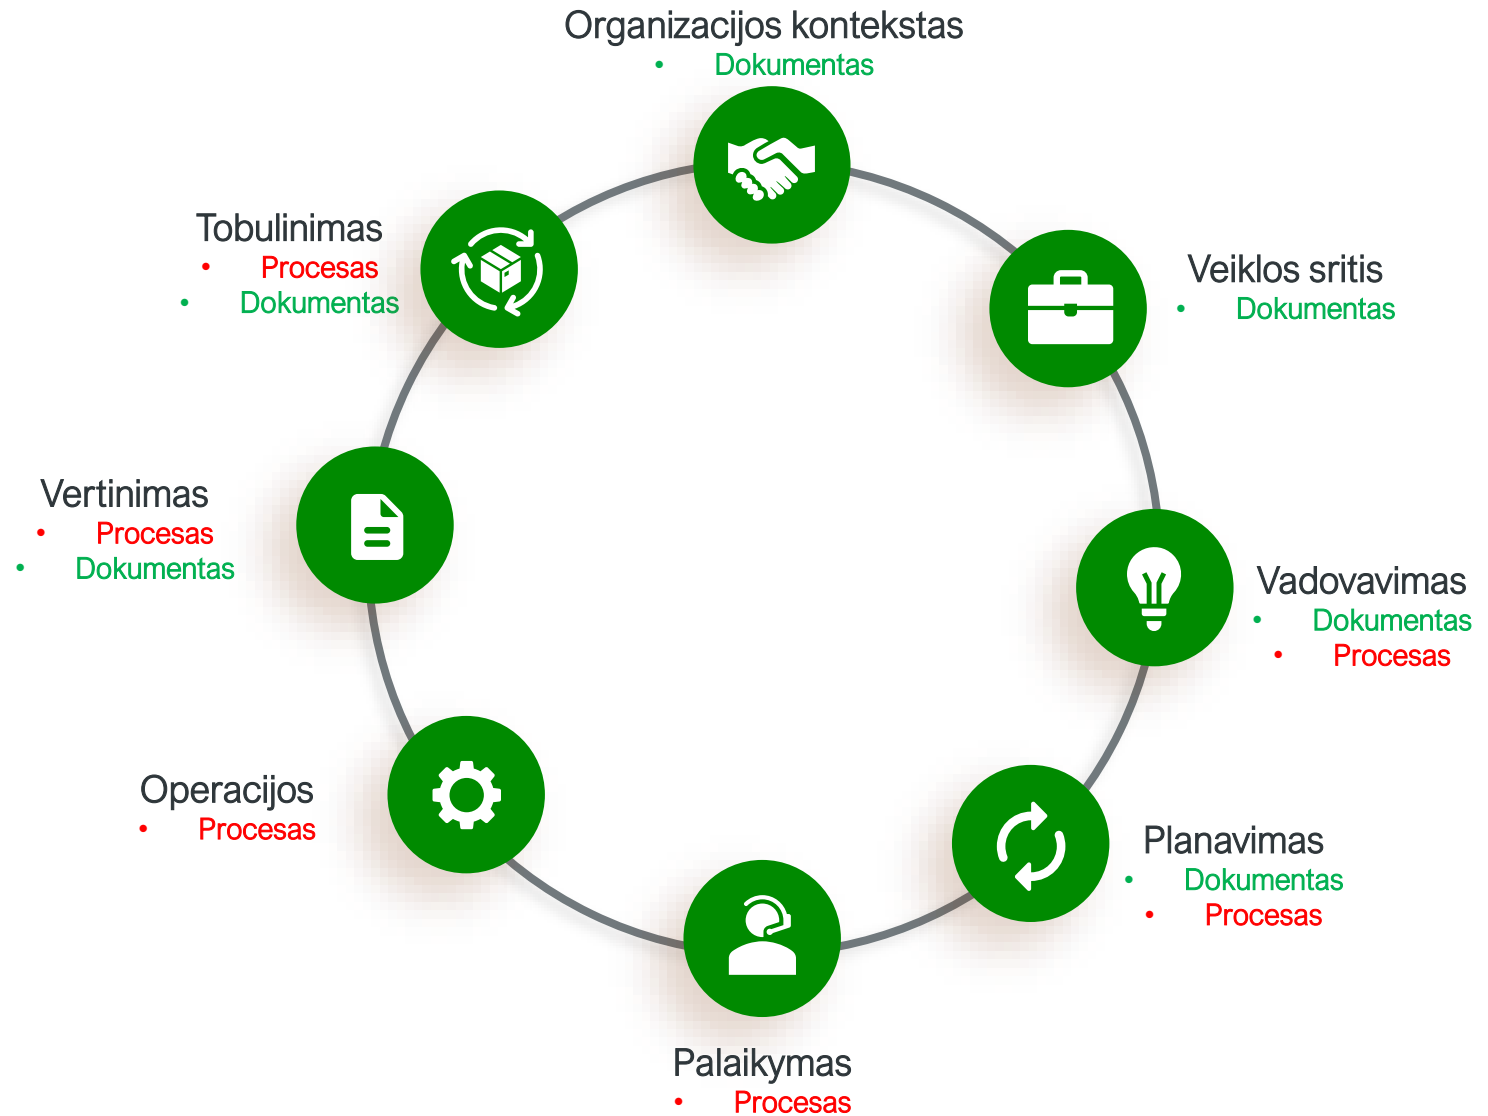 Organizacijos kontekstas
• Dokumentas
Veiklos sritis
• Dokumentas
Vadovavimas
• Dokumentas
• Procesas
Planavimas
• Dokumentas
• Procesas
Palaikymas
• Procesas
Operacijos
• Procesas
Vertinimas
• Procesas
• Dokumentas
Tobulinimas
• Procesas
• Dokumentas